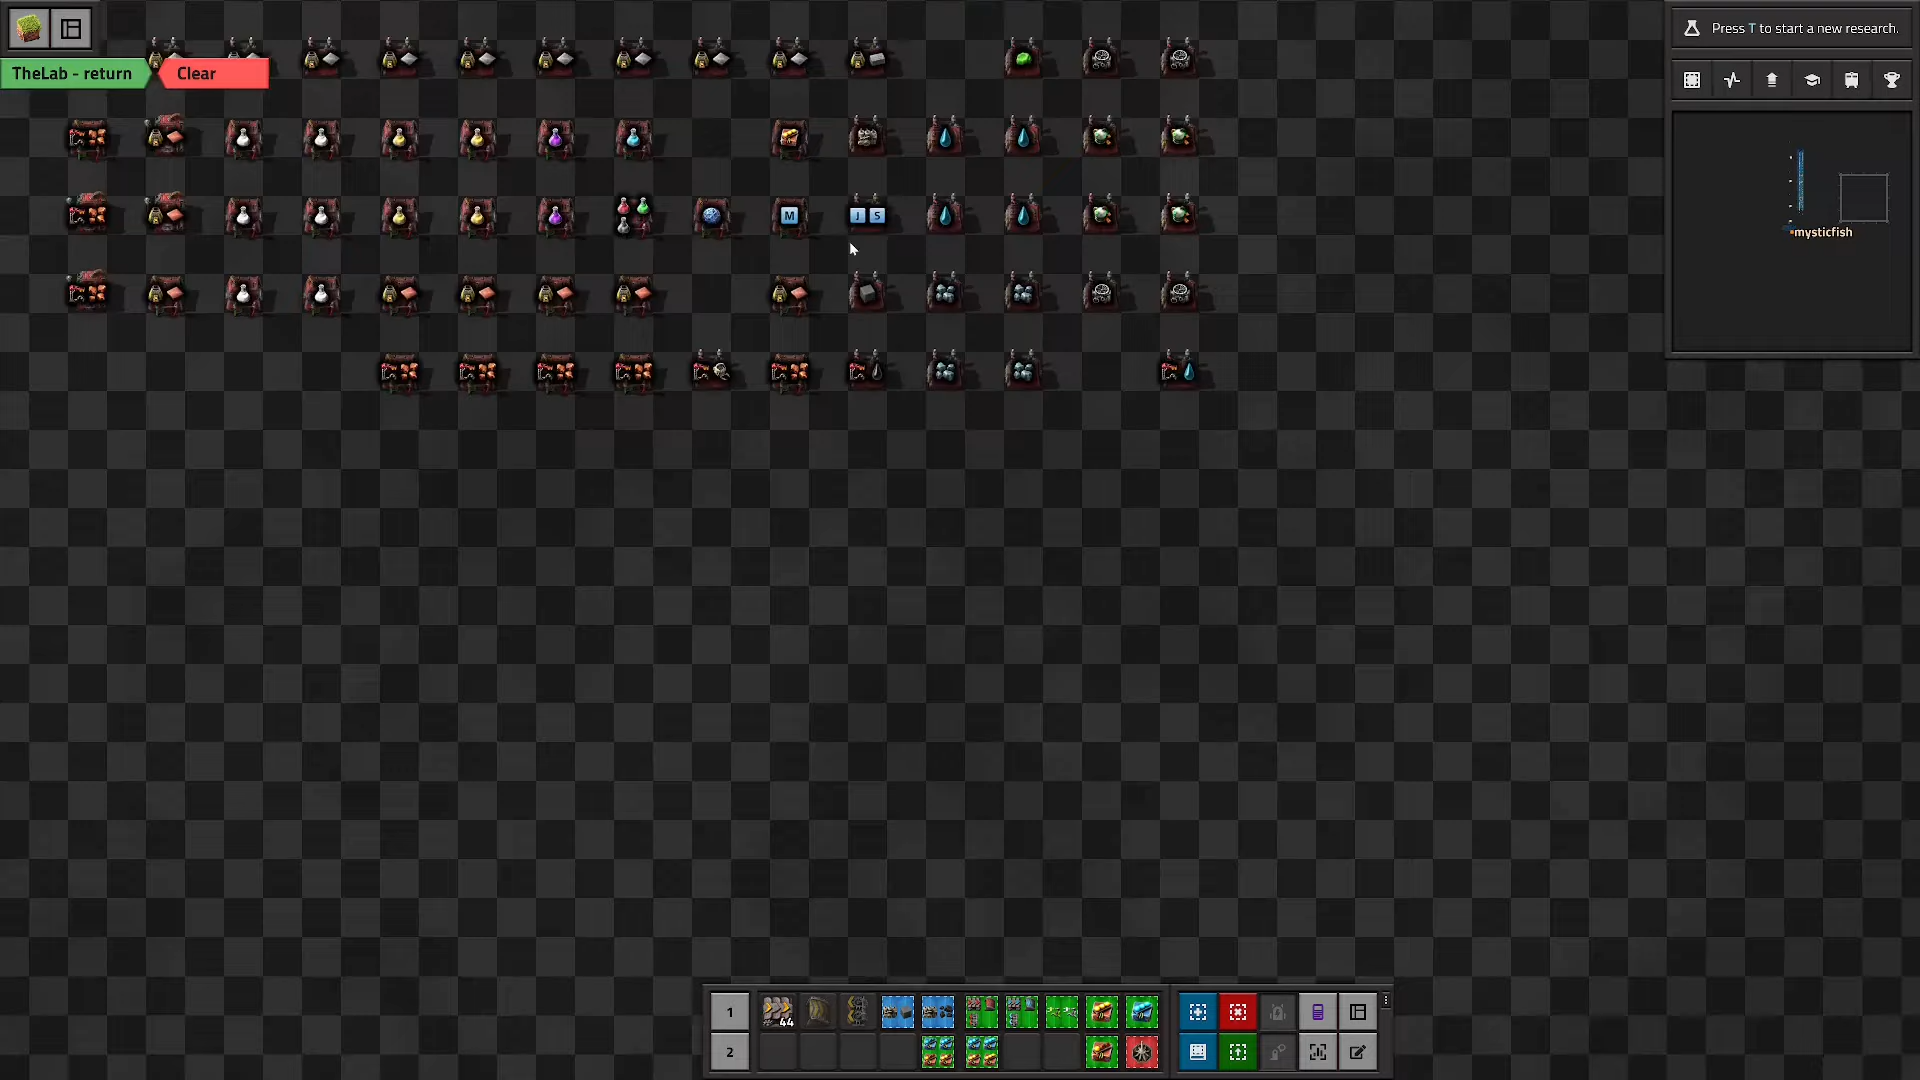 Press T to start a new research.
TheLab - return
Clear
M
J S
mysticfish
1
44
2